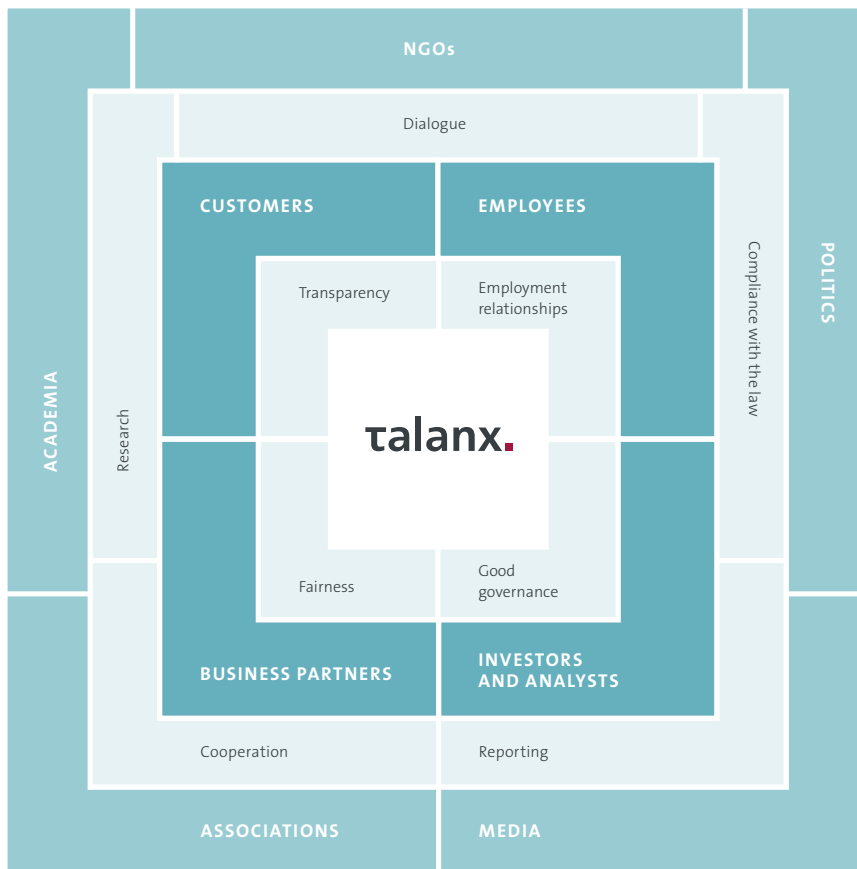 NGOs
Dialogue
CUSTOMERS
EMPLOYEES
Transparency
Employment
relationships
POLITICS
Compliance with the law
ACADEMIA
Research
talanx.
Fairness
Good
governance
BUSINESS PARTNERS
INVESTORS
AND ANALYSTS
Cooperation
Reporting
ASSOCIATIONS
MEDIA